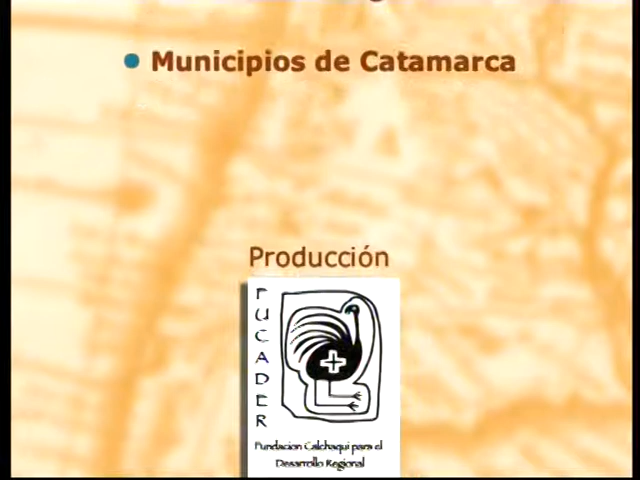 Municipios de Catamarca
Producción
FUCADER
Fundacion Calchaqui para el
Desarrollo Regional